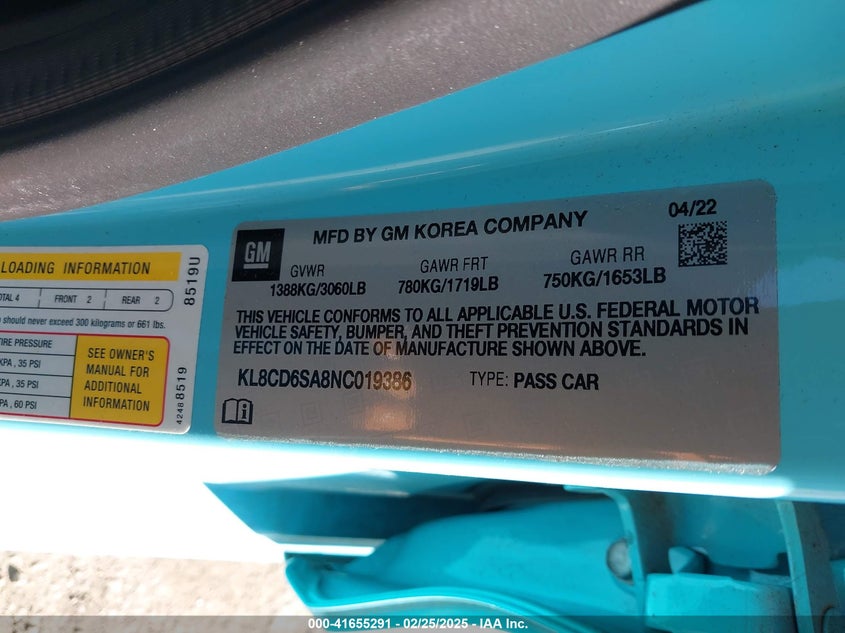 LOADING INFORMATION
TOTAL 4 FRONT 2 REAR 2
should never exceed 300 kilograms or 661 lbs.
TIRE PRESSURE
KPA , 35 PSI
KPA , 35 PSI
KPA , 60 PSI
SEE OWNER'S
MANUAL FOR
ADDITIONAL
INFORMATION
8519U
42488519
GM
MFD BY GM KOREA COMPANY
04/22
GVWR GAWR FRT GAWR RR
1388KG/3060LB 780KG/1719LB 750KG/1653LB
THIS VEHICLE CONFORMS TO ALL APPLICABLE U.S. FEDERAL MOTOR
VEHICLE SAFETY, BUMPER, AND THEFT PREVENTION STANDARDS IN
EFFECT ON THE DATE OF MANUFACTURE SHOWN ABOVE.
KL8CD6SA8NC019386 TYPE: PASS CAR
000-41655291 - 02/25/2025 - IAA Inc.